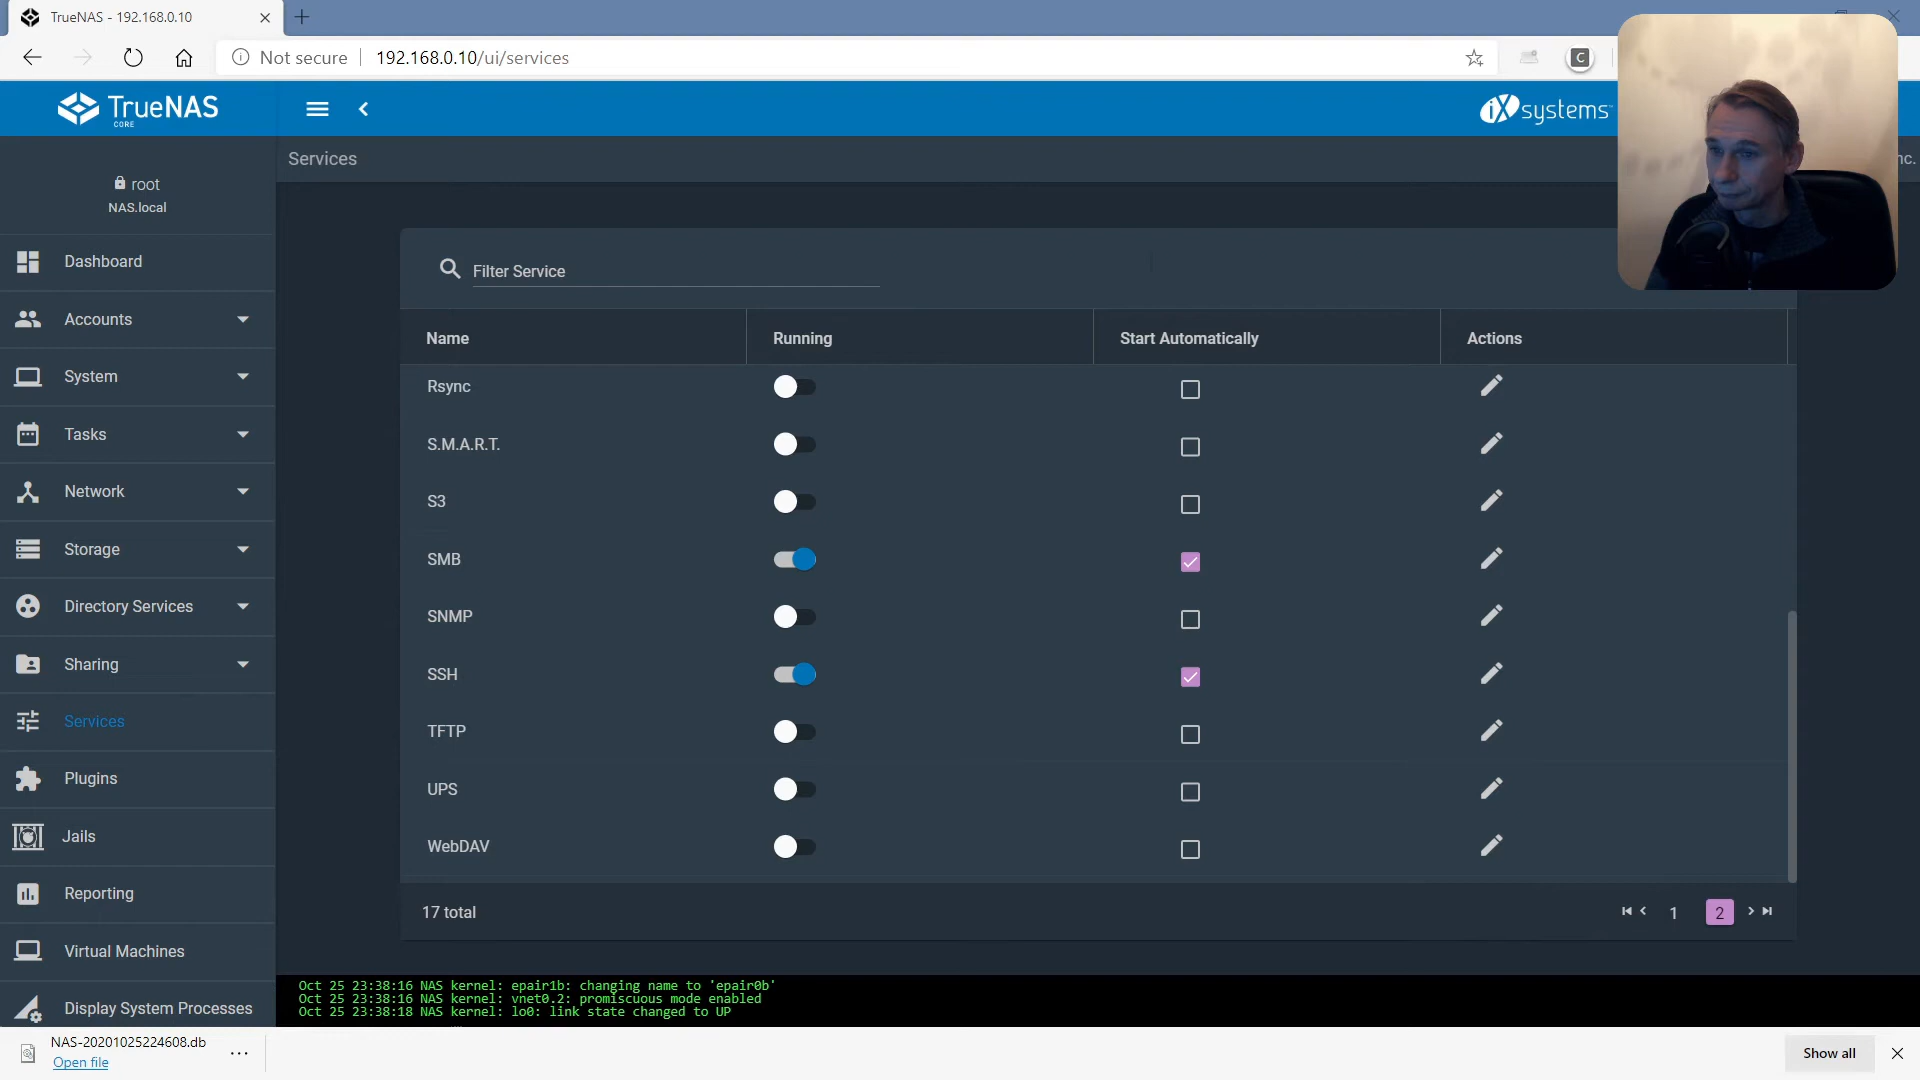 TrueNAS - 192.168.0.10
Not secure
192.168.0.10/ui/services
C
TrueNAS
CORE
iXsystems
Services
nc.
root
NAS.local
Dashboard
Accounts
System
Tasks
Network
Storage
Directory Services
Sharing
Services
Plugins
Jails
Reporting
Virtual Machines
Display System Processes
Filter Service
Name Running Start Automatically Actions
Rsync
S.M.A.R.T.
S3
SMB
SNMP
SSH
TFTP
UPS
WebDAV
17 total
1 2
Oct 25 23:38:16 NAS kernel: epair1b: changing name to 'epair0b'
Oct 25 23:38:16 NAS kernel: vnet0.2: promiscuous mode enabled
Oct 25 23:38:18 NAS kernel: lo0: link state changed to UP
NAS-20201025224608.db
Open file
Show all